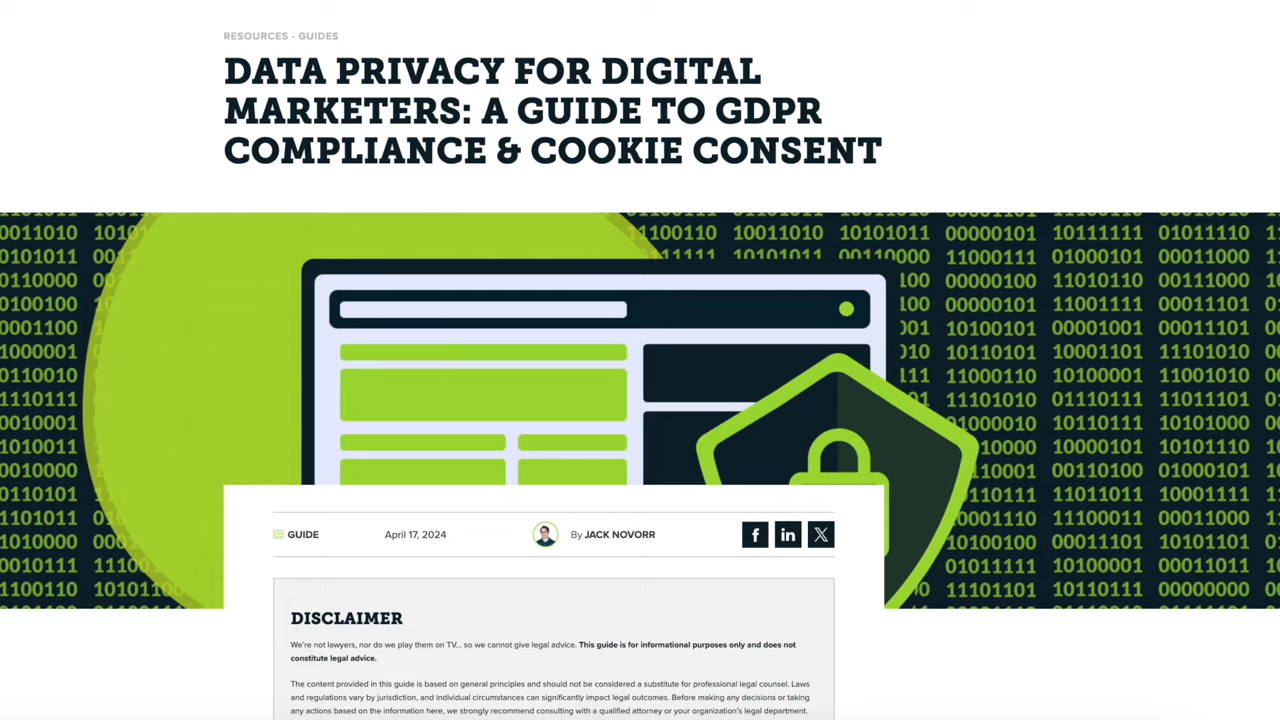 RESOURCES - GUIDES
DATA PRIVACY FOR DIGITAL
MARKETERS: A GUIDE TO GDPR
COMPLIANCE & COOKIE CONSENT
GUIDE
April 17, 2024
By JACK NOVORR
DISCLAIMER
We're not lawyers, nor do we play them on TV... so we cannot give legal advice. This guide is for informational purposes only and does not
constitute legal advice.
The content provided in this guide is based on general principles and should not be considered a substitute for professional legal counsel. Laws
and regulations vary by jurisdiction, and individual circumstances can significantly impact legal outcomes. Before making any decisions or taking
any actions based on the information here, we strongly recommend consulting with a qualified attorney or your organization's legal department.